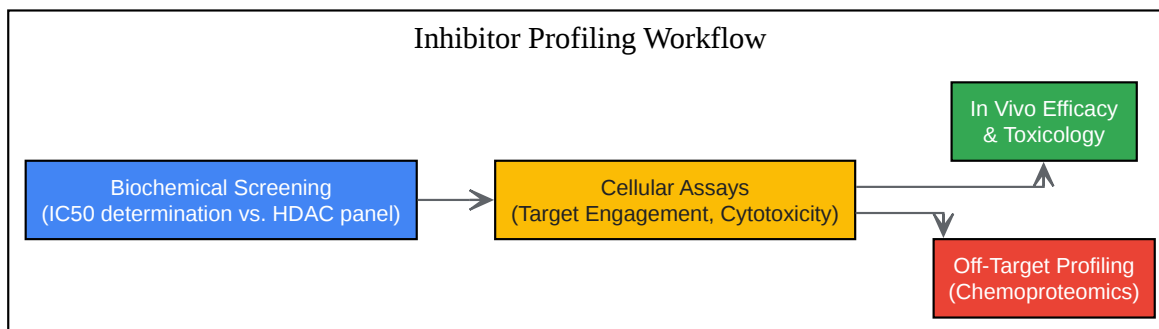 Inhibitor Profiling Workflow
Biochemical Screening
(IC50 determination vs. HDAC panel)
Cellular Assays
(Target Engagement, Cytotoxicity)
In Vivo Efficacy
& Toxicology
Off-Target Profiling
(Chemoproteomics)